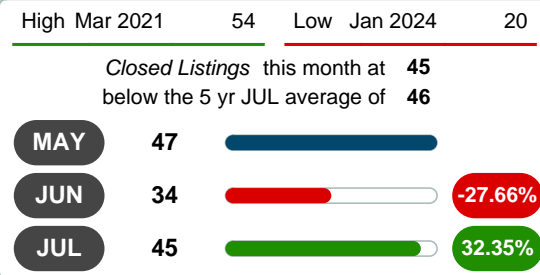 High Mar 2021 54 Low Jan 2024 20
Closed Listings this month at 45
below the 5 yr JUL average of 46
MAY 47
JUN 34 -27.66%
JUL 45 32.35%